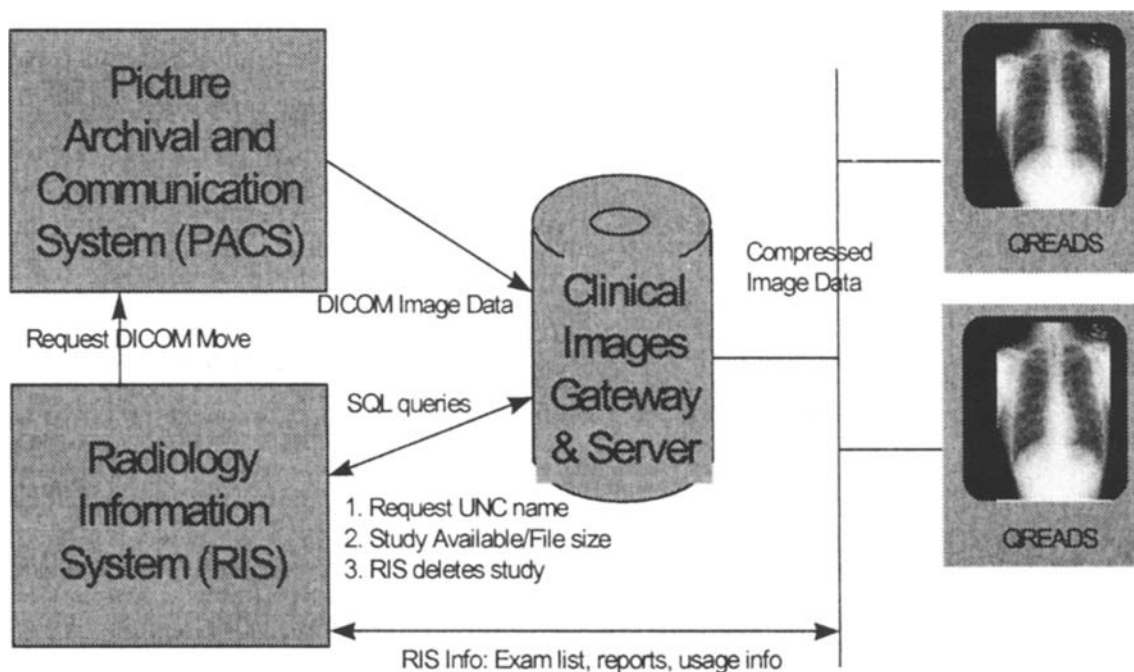 Picture
Archival and
Communication
System (PACS)
Request DICOM Move
Radiology
Information
System (RIS)
DICOM Image Data
SQL queries
1. Request UNC name
2. Study Available/File size
3. RIS deletes study
Clinical
Images
Gateway
& Server
Compressed
Image Data
QREADS
QREADS
RIS Info: Exam list, reports, usage info